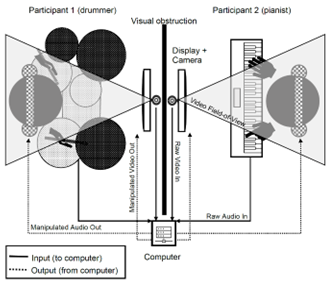 Participant 1 (drummer)
Visual obstruction
Participant 2 (pianist)
Display +
Camera
Video Field-of-View
Manipulated Video Out
Raw Video In
Manipulated Audio Out
Raw Audio In
Computer
Input (to computer)
Output (from computer)